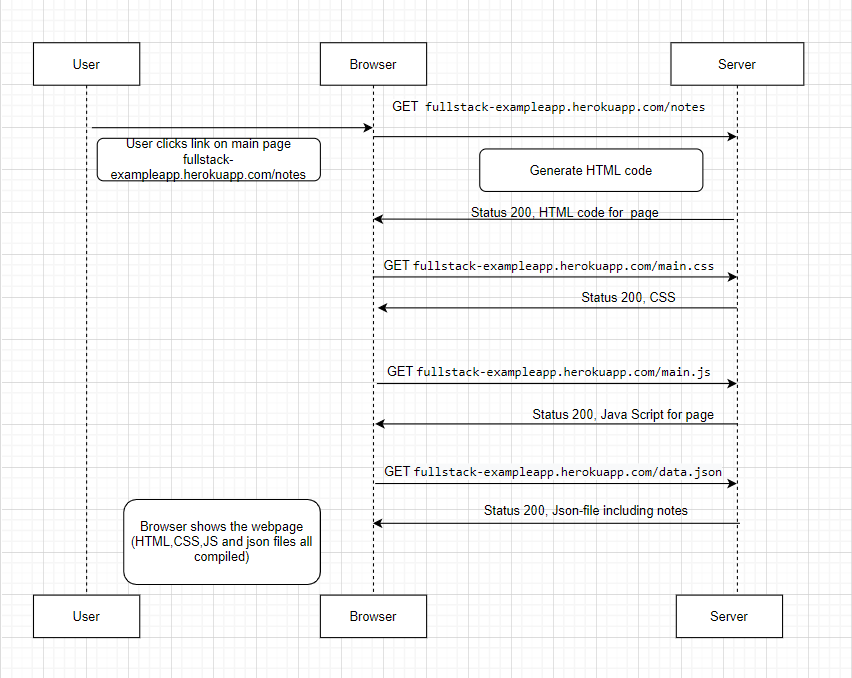 User
Browser
Server
GET fullstack-exampleapp.herokuapp.com/notes
User clicks link on main page
fullstack-
exampleapp.herokuapp.com/notes
Generate HTML code
Status 200, HTML code for page
GET fullstack-exampleapp.herokuapp.com/main.css
Status 200, CSS
GET fullstack-exampleapp.herokuapp.com/main.js
Status 200, Java Script for page
GET fullstack-exampleapp.herokuapp.com/data.json
Status 200, Json-file including notes
Browser shows the webpage
(HTML,CSS,JS and json files all
compiled)
User
Browser
Server